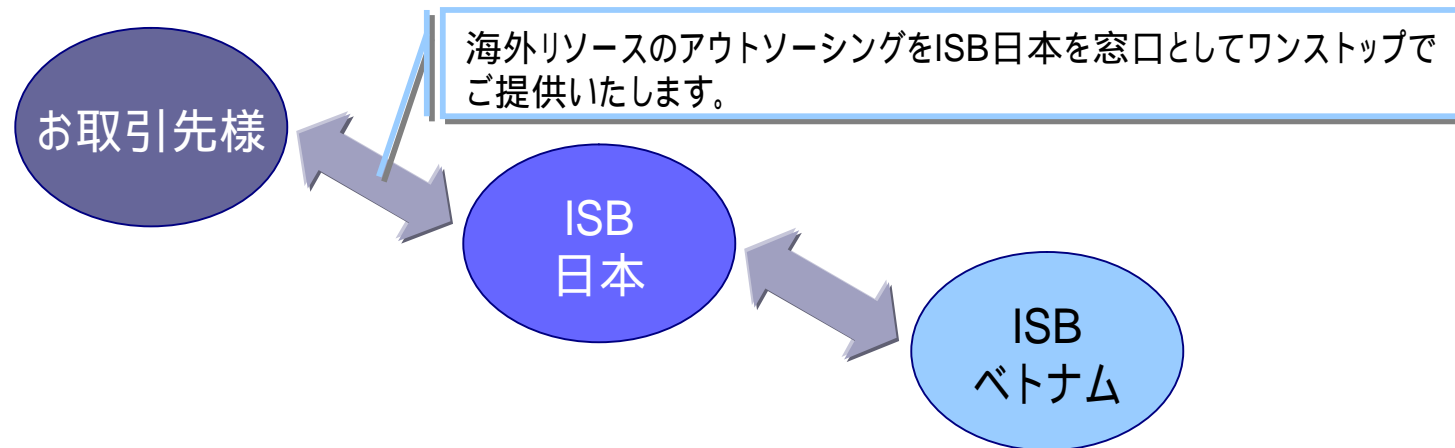 海外リソースのアウトソーシングをISB日本を窓口としてワンストップで
ご提供いたします。
お取引先様
ISB
日本
ISB
ベトナム